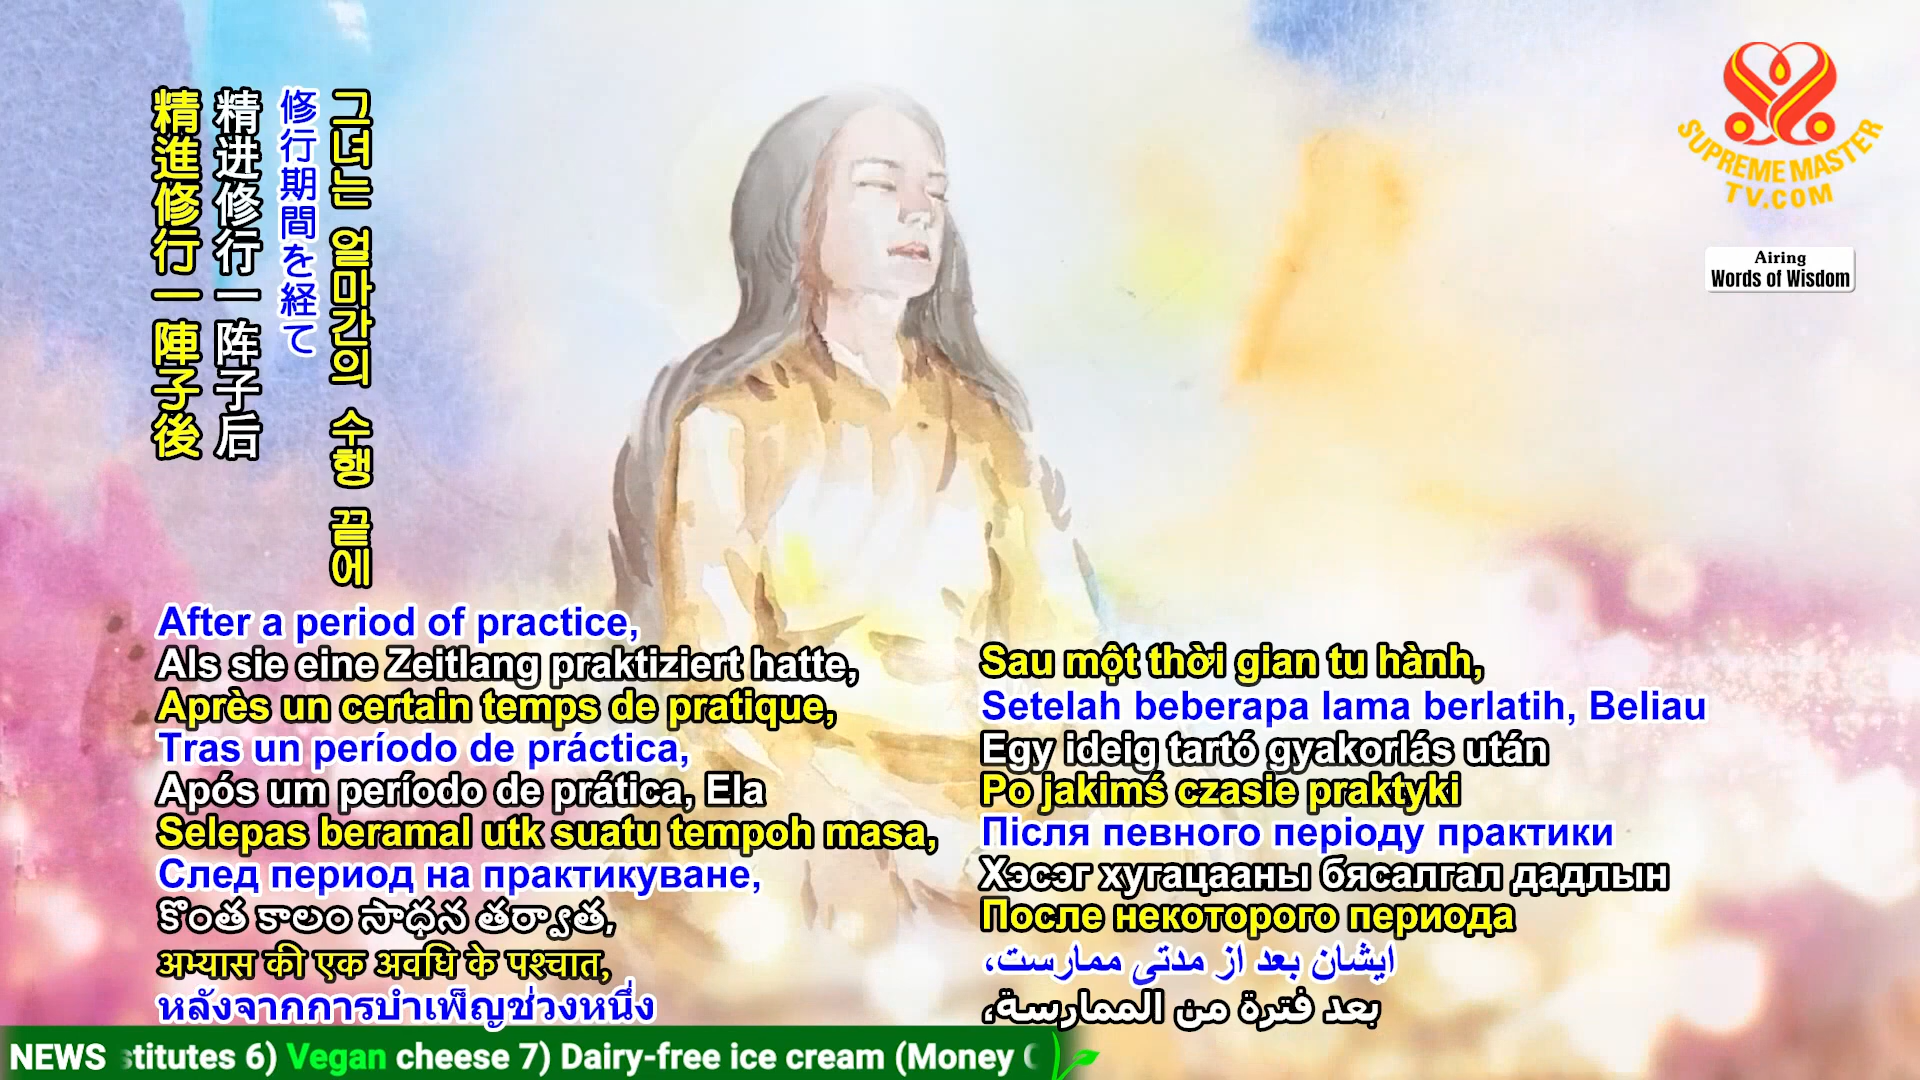 精進修行一陣子後
精进修行一阵子后
修行期間を経て
그녀는 얼마간의 수행 끝에
After a period of practice,
Als sie eine Zeitlang praktiziert hatte,
Après un certain temps de pratique,
Tras un período de práctica,
Após um período de prática, Ela
Selepas beramal utk suatu tempoh masa,
След период на практикуване,
కొంత కాలం సాధన తర్వాత,
अभ्यास की एक अवधि के पश्चात,
หลังจากการบำเพ็ญช่วงหนึ่ง
Sau một thời gian tu hành,
Setelah beberapa lama berlatih, Beliau
Egy ideig tartó gyakorlás után
Po jakimś czasie praktyki
Після певного періоду практики
Хэсэг хугацааны бясалгал дадлын
После некоторого периода
ایشان بعد از مدتی ممارست،
بعد فترة من الممارسة،
SUPREME MASTER
TV.COM
Airing
Words of Wisdom
NEWS stitutes 6) Vegan cheese 7) Dairy-free ice cream (Money